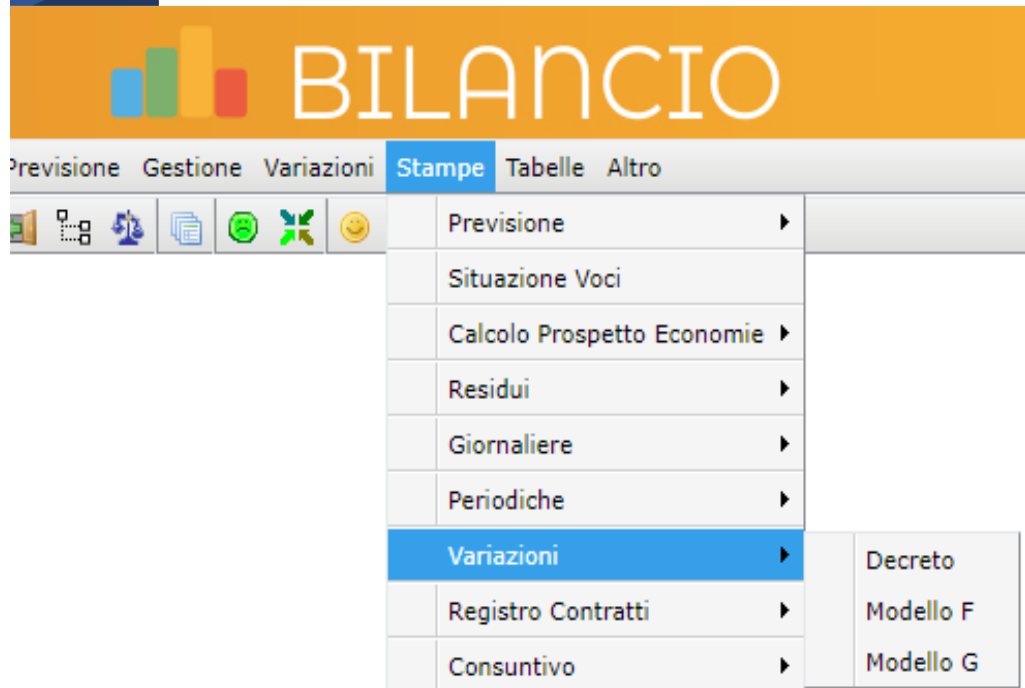 BILANCIO
Previsione Gestione Variazioni Stampe Tabelle Altro
Previsione
Situazione Voci
Calcolo Prospetto Economie
Residui
Giornaliere
Periodiche
Variazioni
Decreto
Registro Contratti
Modello F
Consuntivo
Modello G